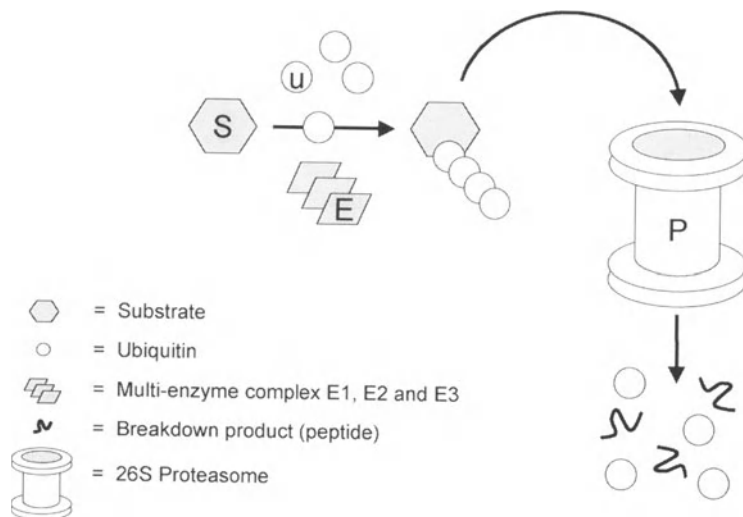 u
S
E
P
= Substrate
= Ubiquitin
= Multi-enzyme complex E1, E2 and E3
= Breakdown product (peptide)
= 26S Proteasome